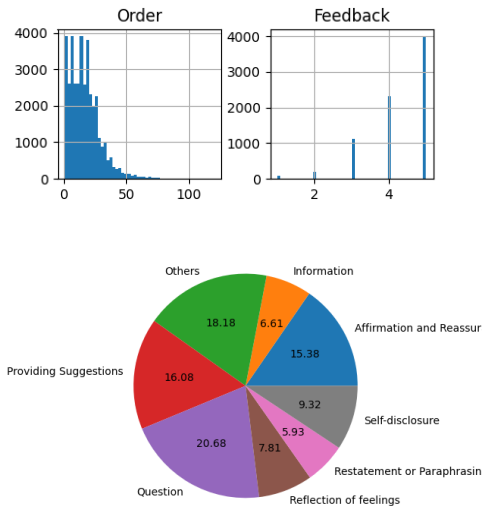 Order
Feedback
4000
3000
2000
1000
0
0
50
100
4000
3000
2000
1000
0
2
4
Others
Information
Affirmation and Reassur
Providing Suggestions
Self-disclosure
Restatement or Paraphrasin
Question
Reflection of feelings
18.18
6.61
15.38
16.08
9.32
5.93
20.68
7.81